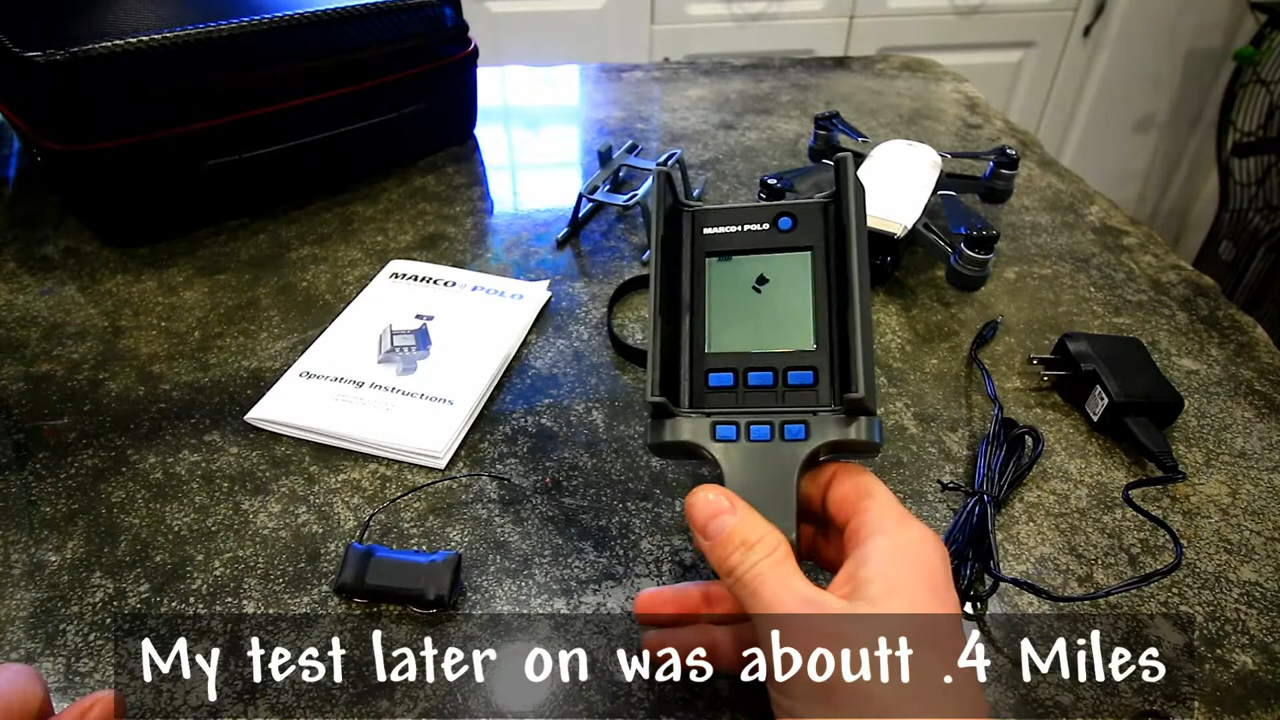 MARCO POLO
MARCO POLO
Operating Instructions
My test later on was aboutt .4 Miles